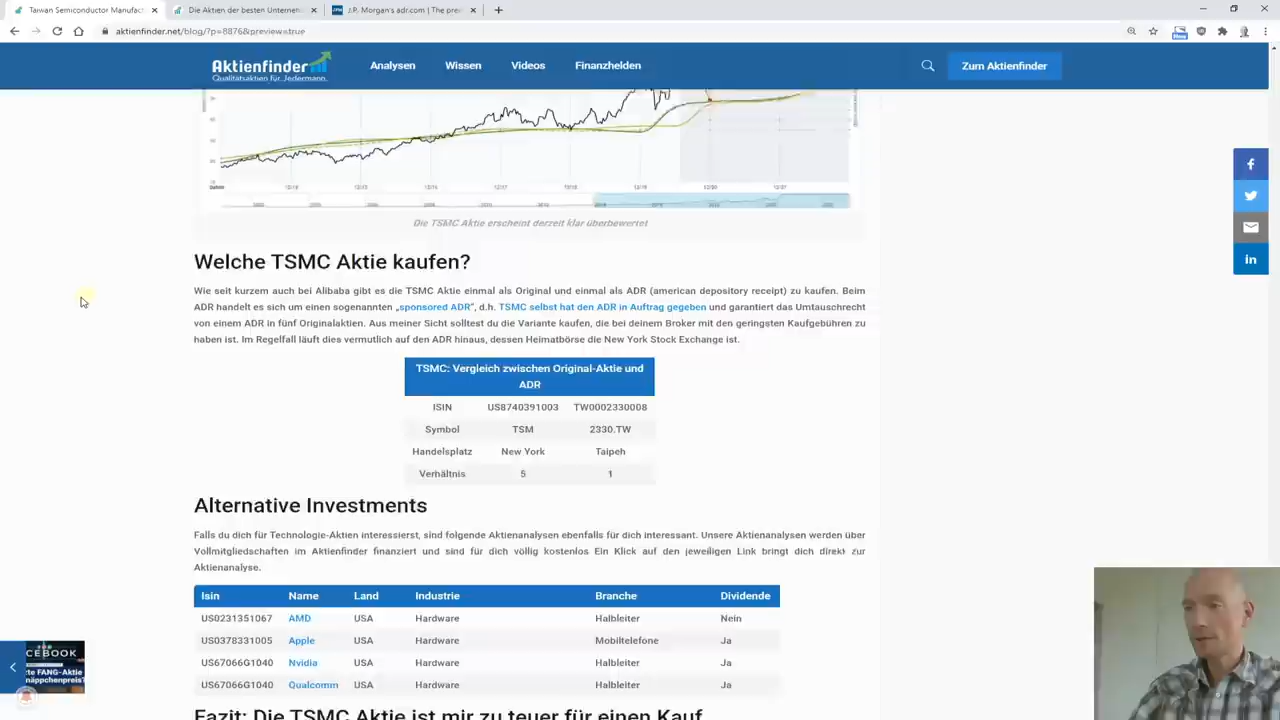 Taiwan Semiconductor Manufact
Die Aktien der besten Unterneh
J.P. Morgan's adr.com | The prem
aktienfinder.net/blog/?p=8876&preview=true
New
Aktienfinder
Qualitätsaktien für Jedermann.
Analysen
Wissen
Videos
Finanzhelden
Zum Aktienfinder
Die TSMC Aktie erscheint derzeit klar überbewertet
Welche TSMC Aktie kaufen?
Wie seit kurzem auch bei Alibaba gibt es die TSMC Aktie einmal als Original und einmal als ADR (american depository receipt) zu kaufen. Beim
ADR handelt es sich um einen sogenannten „sponsored ADR", d.h. TSMC selbst hat den ADR in Auftrag gegeben und garantiert das Umtauschrecht
von einem ADR in fünf Originalaktien. Aus meiner Sicht solltest du die Variante kaufen, die bei deinem Broker mit den geringsten Kaufgebühren zu
haben ist. Im Regelfall läuft dies vermutlich auf den ADR hinaus, dessen Heimatbörse die New York Stock Exchange ist.
TSMC: Vergleich zwischen Original-Aktie und
ADR
ISIN US8740391003 TW0002330008
Symbol TSM 2330.TW
Handelsplatz New York Taipeh
Verhältnis 5 1
Alternative Investments
Falls du dich für Technologie-Aktien interessierst, sind folgende Aktienanalysen ebenfalls für dich interessant. Unsere Aktienanalysen werden über
Vollmitgliedschaften im Aktienfinder finanziert und sind für dich völlig kostenlos Ein Klick auf den jeweiligen Link bringt dich direkt zur
Aktienanalyse.
Isin Name Land Industrie Branche Dividende
US0231351067 AMD USA Hardware Halbleiter Nein
US0378331005 Apple USA Hardware Mobiltelefone Ja
US67066G1040 Nvidia USA Hardware Halbleiter Ja
US67066G1040 Qualcomm USA Hardware Halbleiter Ja
CEBOOK
te FANG-Aktie
näppchenpreis?
Fazit: Die TSMC Aktie ist mir zu teuer für einen Kauf